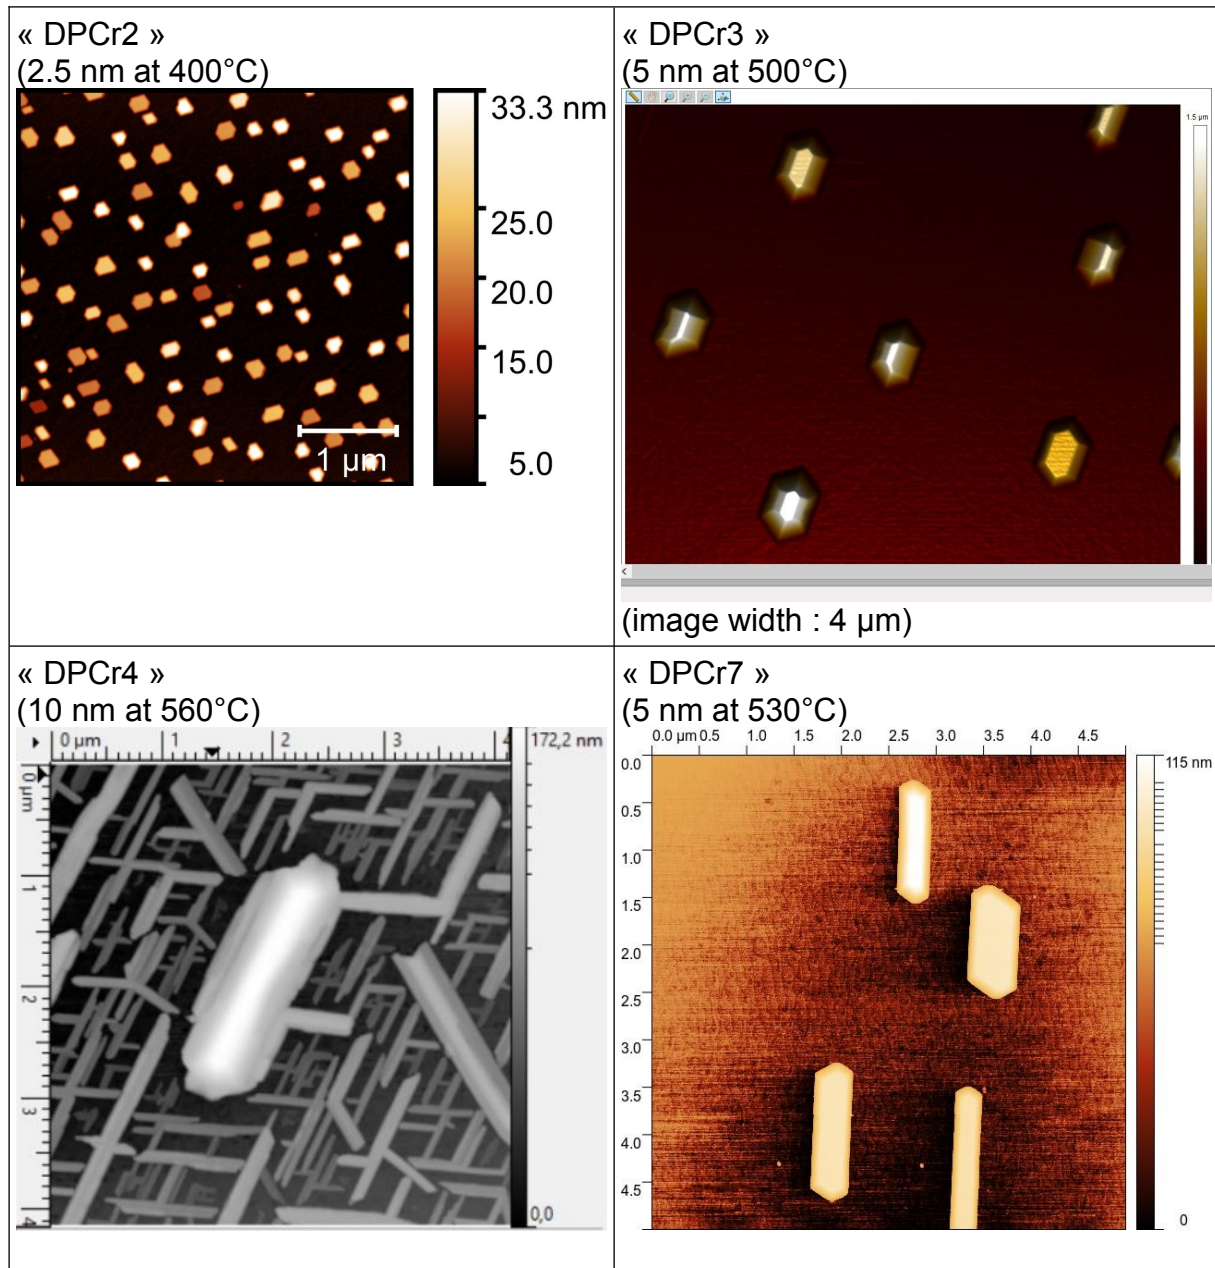 « DPCr2 »
(2.5 nm at 400°C)
33.3 nm
25.0
20.0
15.0
5.0
1 µm
« DPCr3 »
(5 nm at 500°C)
1.5 µm
(image width : 4 µm)
« DPCr4 »
(10 nm at 560°C)
0 µm 1 2 3 4
172,2 nm
0 µm
1
2
3
4
0,0
« DPCr7 »
(5 nm at 530°C)
0.0 µm 0.5 1.0 1.5 2.0 2.5 3.0 3.5 4.0 4.5
0.0
0.5
1.0
1.5
2.0
2.5
3.0
3.5
4.0
4.5
115 nm
0